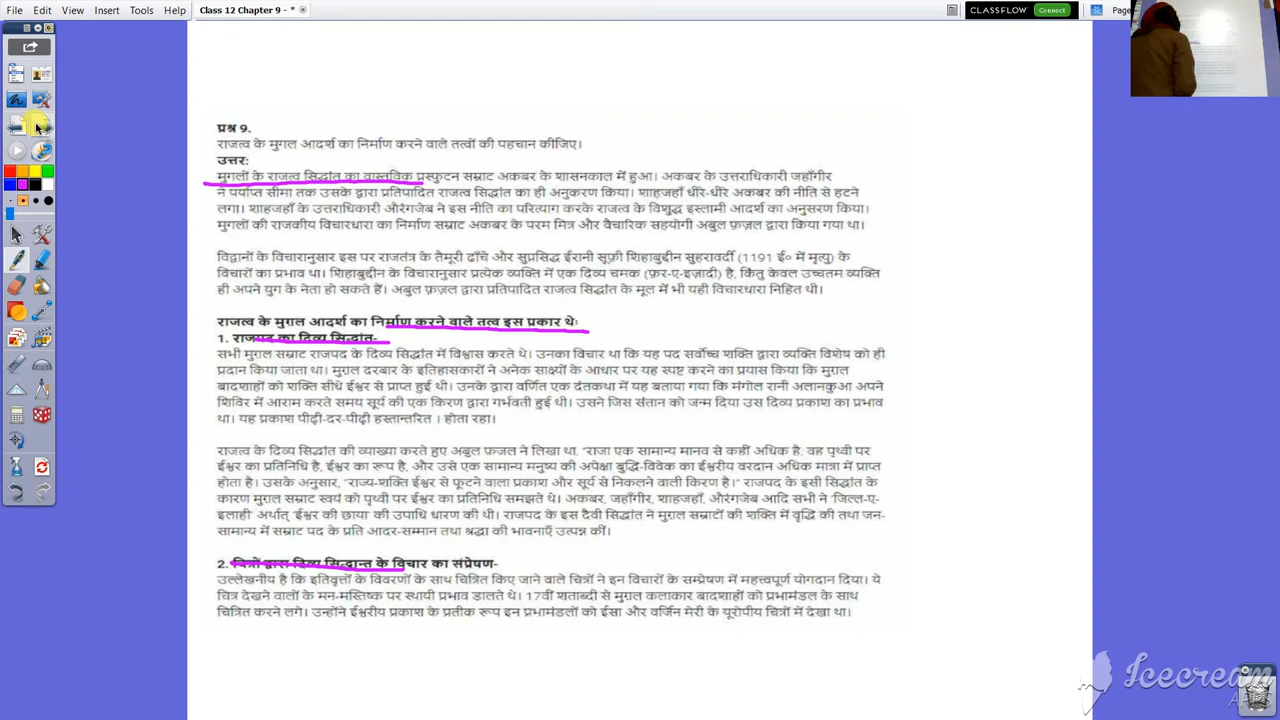 File Edit View Insert Tools Help
Class 12 Chapter 9 - *
CLASSFLOW Connect
Page
प्रश्न 9.
राजत्व के मुगल आदर्श का निर्माण करने वाले तत्वों की पहचान कीजिए।
उत्तर:
मुगलों के राजत्व सिद्धांत का वास्तविक प्रस्फुटन सम्राट अकबर के शासनकाल में हुआ। अकबर के उत्तराधिकारी जहाँगीर
ने पर्याप्त सीमा तक उसके द्वारा प्रतिपादित राजत्व सिद्धांत का ही अनुकरण किया। शाहजहाँ धीरे-धीरे अकबर की नीति से हटने
लगा। शाहजहाँ के उत्तराधिकारी औरंगजेब ने इस नीति का परित्याग करके राजत्व के विशुद्ध इस्लामी आदर्श का अनुसरण किया।
मुगलों की राजकीय विचारधारा का निर्माण सम्राट अकबर के परम मित्र और वैचारिक सहयोगी अबुल फ़ज़ल द्वारा किया गया था।
विद्वानों के विचारानुसार इस पर राजतंत्र के तैमूरी ढाँचे और सुप्रसिद्ध ईरानी सूफ़ी शिहाबुद्दीन सुहरावर्दी (1191 ई० में मृत्यु) के
विचारों का प्रभाव था। शिहाबुद्दीन के विचारानुसार प्रत्येक व्यक्ति में एक दिव्य चमक (फ़र-ए-इज़ादी) है, किंतु केवल उच्चतम व्यक्ति
ही अपने युग के नेता हो सकते हैं। अबुल फ़ज़ल द्वारा प्रतिपादित राजत्व सिद्धांत के मूल में भी यही विचारधारा निहित थी।
राजत्व के मुग़ल आदर्श का निर्माण करने वाले तत्व इस प्रकार थेः
1. राजपद का दिव्य सिद्धांत-
सभी मुग़ल सम्राट राजपद के दिव्य सिद्धांत में विश्वास करते थे। उनका विचार था कि यह पद सर्वोच्च शक्ति द्वारा व्यक्ति विशेष को ही
प्रदान किया जाता था। मुग़ल दरबार के इतिहासकारों ने अनेक साक्ष्यों के आधार पर यह स्पष्ट करने का प्रयास किया कि मुग़ल
बादशाहों को शक्ति सीधे ईश्वर से प्राप्त हुई थी। उनके द्वारा वर्णित एक दंतकथा में यह बताया गया कि मंगोल रानी अलानकुआ अपने
शिविर में आराम करते समय सूर्य की एक किरण द्वारा गर्भवती हुई थी। उसने जिस संतान को जन्म दिया उस दिव्य प्रकाश का प्रभाव
था। यह प्रकाश पीढ़ी-दर-पीढ़ी हस्तान्तरित । होता रहा।
राजत्व के दिव्य सिद्धांत की व्याख्या करते हुए अबुल फ़जल ने लिखा था, "राजा एक सामान्य मानव से कहीं अधिक है, वह पृथ्वी पर
ईश्वर का प्रतिनिधि है, ईश्वर का रूप है, और उसे एक सामान्य मनुष्य की अपेक्षा बुद्धि-विवेक का ईश्वरीय वरदान अधिक मात्रा में प्राप्त
होता है। उसके अनुसार, "राज्य-शक्ति ईश्वर से फूटने वाला प्रकाश और सूर्य से निकलने वाली किरण है।" राजपद के इसी सिद्धांत के
कारण मुग़ल सम्राट स्वयं को पृथ्वी पर ईश्वर का प्रतिनिधि समझते थे। अकबर, जहाँगीर, शाहजहाँ, औरंगजेब आदि सभी ने 'जिल्ल-ए-
इलाही' अर्थात् 'ईश्वर की छाया' की उपाधि धारण की थी। राजपद के इस दैवी सिद्धांत ने मुग़ल सम्राटों की शक्ति में वृद्धि की तथा जन-
सामान्य में सम्राट पद के प्रति आदर-सम्मान तथा श्रद्धा की भावनाएँ उत्पन्न कीं।
2. चित्रों द्वारा दिव्य सिद्धान्त के विचार का संप्रेषण-
उल्लेखनीय है कि इतिवृत्तों के विवरणों के साथ चित्रित किए जाने वाले चित्रों ने इन विचारों के सम्प्रेषण में महत्त्वपूर्ण योगदान दिया। ये
चित्र देखने वालों के मन-मस्तिष्क पर स्थायी प्रभाव डालते थे। 17वीं शताब्दी से मुग़ल कलाकार बादशाहों को प्रभामंडल के साथ
चित्रित करने लगे। उन्होंने ईश्वरीय प्रकाश के प्रतीक रूप इन प्रभामंडलों को ईसा और वर्जिन मेरी के यूरोपीय चित्रों में देखा था।
Icecream
APPS